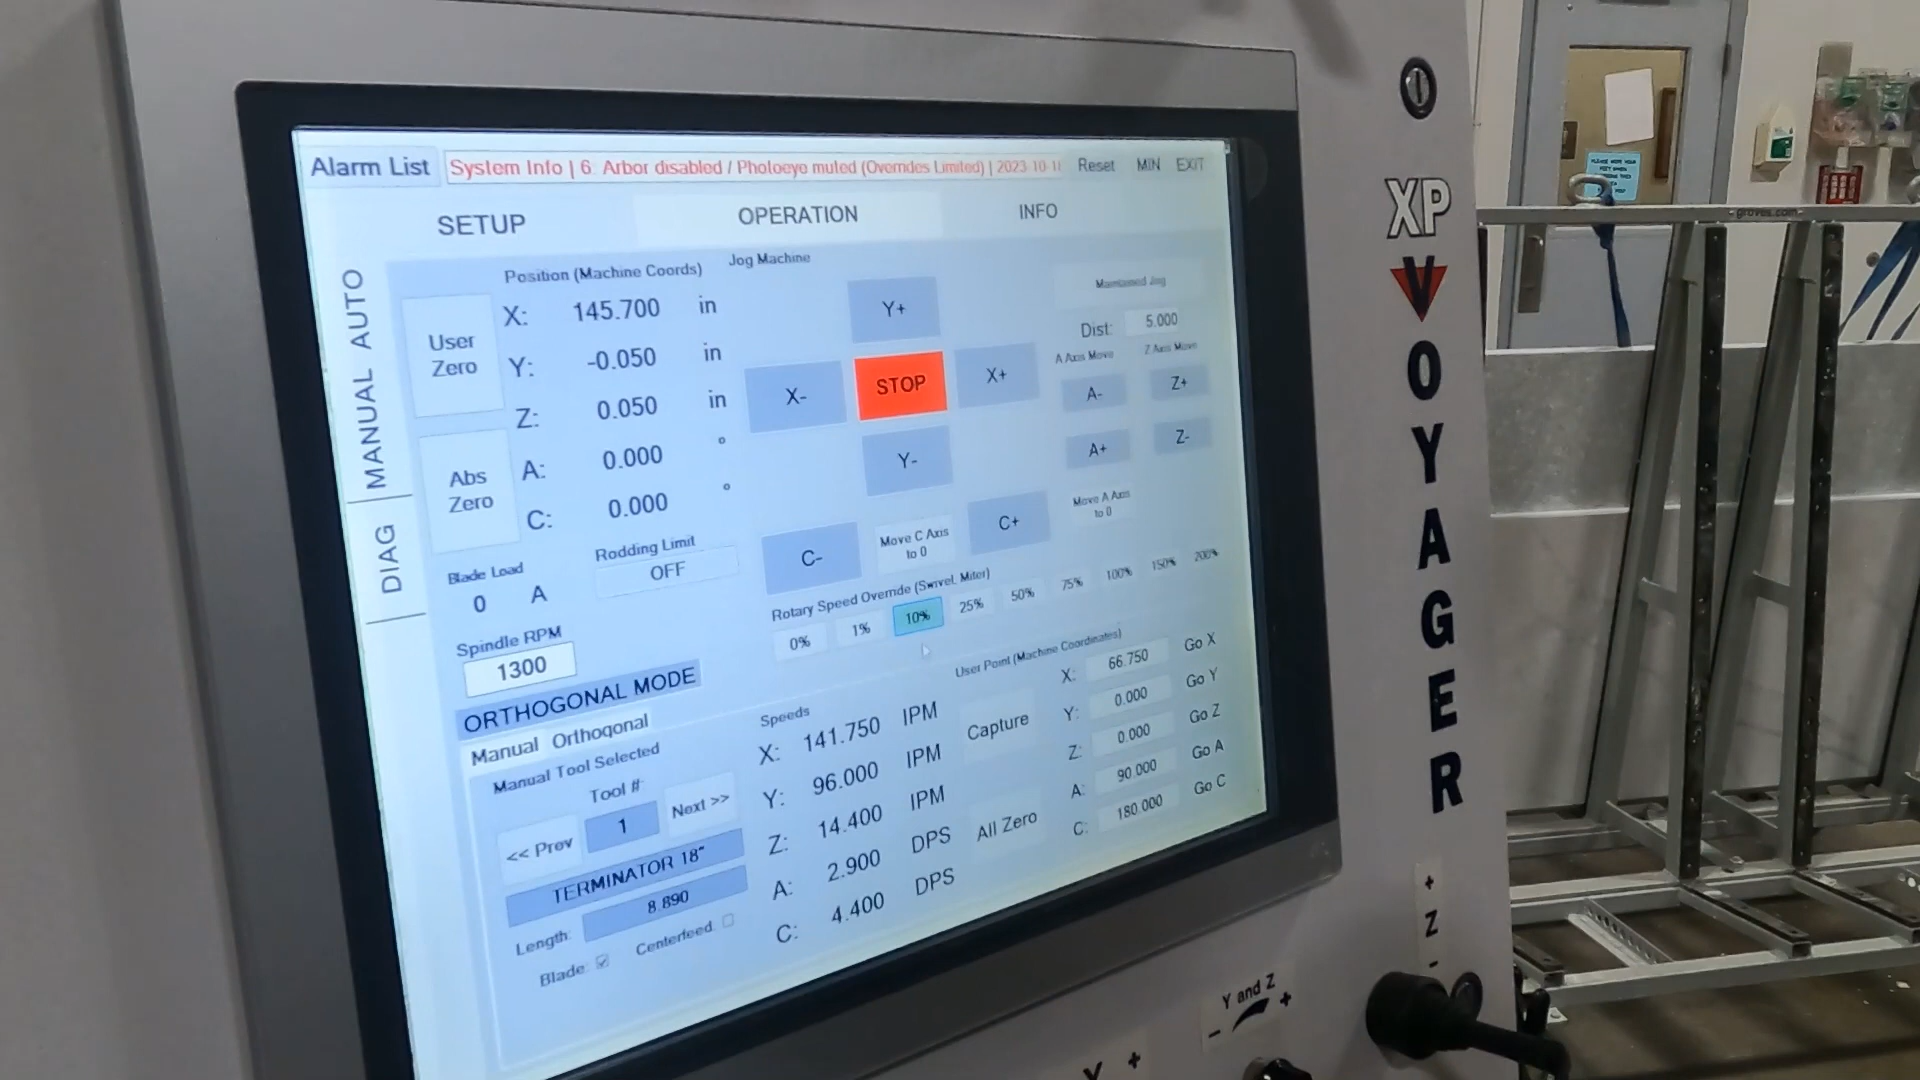 Alarm List
System Info | 6: Arbor disabled / Photoeye muted (Overrides Limited) | 2023-10-1
Reset MIN EXIT
SETUP OPERATION INFO
MANUAL AUTO
DIAG
Position (Machine Coords)
User Zero
Abs Zero
X: 145.700 in
Y: -0.050 in
Z: 0.050 in
A: 0.000 °
C: 0.000 °
Blade Load
0 A
Rodding Limit
OFF
Spindle RPM
1300
ORTHOGONAL MODE
Manual Orthogonal
Manual Tool Selected
Tool #:
<< Prev 1 Next >>
TERMINATOR 18"
Length: 8.890
Blade: Centerfeed:
Jog Machine
Y+
X- STOP X+
Y-
C- Move C Axis to 0 C+
Maintained Jog
Dist: 5.000
A Axis Move Z Axis Move
A- Z+
A+ Z-
Move A Axis to 0
Rotary Speed Override (Swivel, Miter)
0% 1% 10% 25% 50% 75% 100% 150% 200%
Speeds
X: 141.750 IPM
Y: 96.000 IPM
Z: 14.400 IPM
A: 2.900 DPS
C: 4.400 DPS
User Point (Machine Coordinates)
Capture
All Zero
X: 66.750 Go X
Y: 0.000 Go Y
Z: 0.000 Go Z
A: 90.000 Go A
C: 180.000 Go C
XP
VOYAGER
+
Z
-
Y and Z
- +
+
groves.com